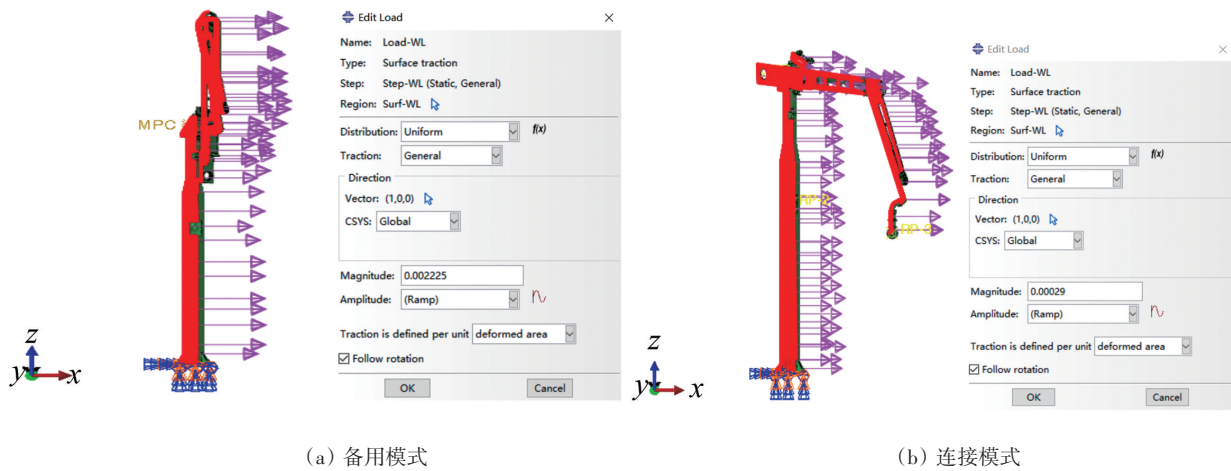 Edit Load
Name: Load-WL
Type: Surface traction
Step: Step-WL (Static, General)
Region: Surf-WL
Distribution: Uniform f(x)
Traction: General
Direction
Vector: (1,0,0)
CSYS: Global
Magnitude: 0.002225
Amplitude: (Ramp)
Traction is defined per unit deformed area
Follow rotation
OK Cancel
MPC
z
y x
(a) 备用模式
Edit Load
Name: Load-WL
Type: Surface traction
Step: Step-WL (Static, General)
Region: Surf-WL
Distribution: Uniform f(x)
Traction: General
Direction
Vector: (1,0,0)
CSYS: Global
Magnitude: 0.00029
Amplitude: (Ramp)
Traction is defined per unit deformed area
Follow rotation
OK Cancel
RP-3
z
y x
(b) 连接模式